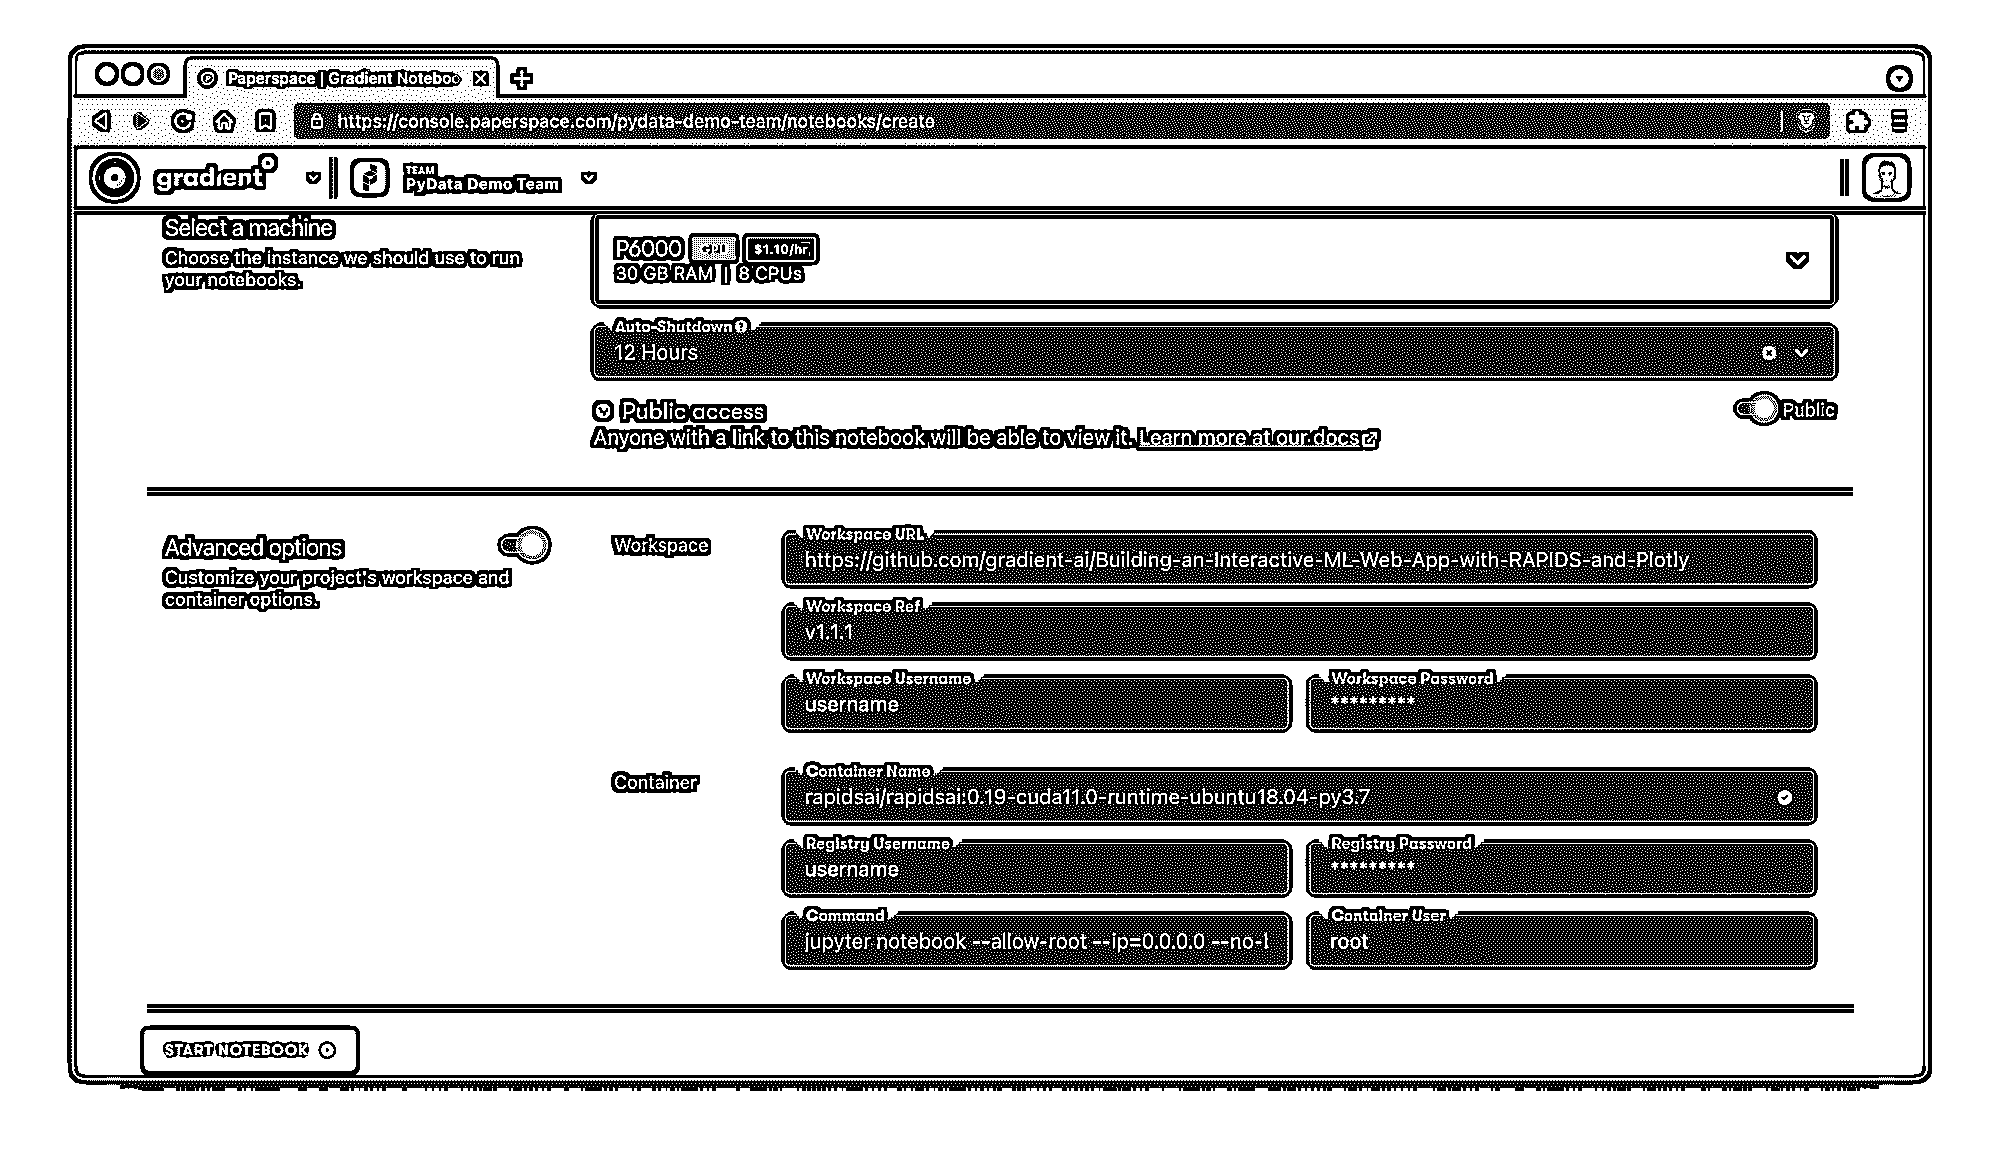 Paperspace | Gradient Noteboo
https://console.paperspace.com/pydata-demo-team/notebooks/create
gradient
TEAM
PyData Demo Team
Select a machine
Choose the instance we should use to run
your notebooks.
P6000 GPU $1.10/hr
30 GB RAM | 8 CPUs
Auto-Shutdown
12 Hours
Public access
Public
Anyone with a link to this notebook will be able to view it. Learn more at our docs
Advanced options
Customize your project's workspace and
container options.
Workspace
Workspace URL
https://github.com/gradient-ai/Building-an-Interactive-ML-Web-App-with-RAPIDS-and-Plotly
Workspace Ref
v1.1.1
Workspace Username
username
Workspace Password
*********
Container
Container Name
rapidsai/rapidsai:0.19-cuda11.0-runtime-ubuntu18.04-py3.7
Registry Username
username
Registry Password
*********
Command
jupyter notebook --allow-root --ip=0.0.0.0 --no-l
Container User
root
START NOTEBOOK